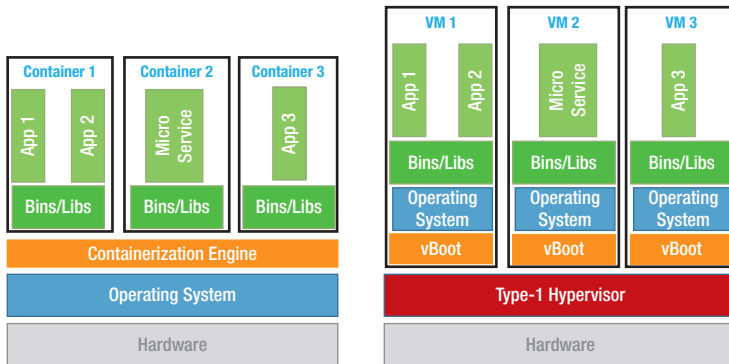 Container 1
Container 2
Container 3
App 1
App 2
Micro
Service
App 3
Bins/Libs
Bins/Libs
Bins/Libs
Containerization Engine
Operating System
Hardware
VM 1
VM 2
VM 3
App 1
App 2
Micro
Service
App 3
Bins/Libs
Bins/Libs
Bins/Libs
Operating
System
Operating
System
Operating
System
vBoot
vBoot
vBoot
Type-1 Hypervisor
Hardware